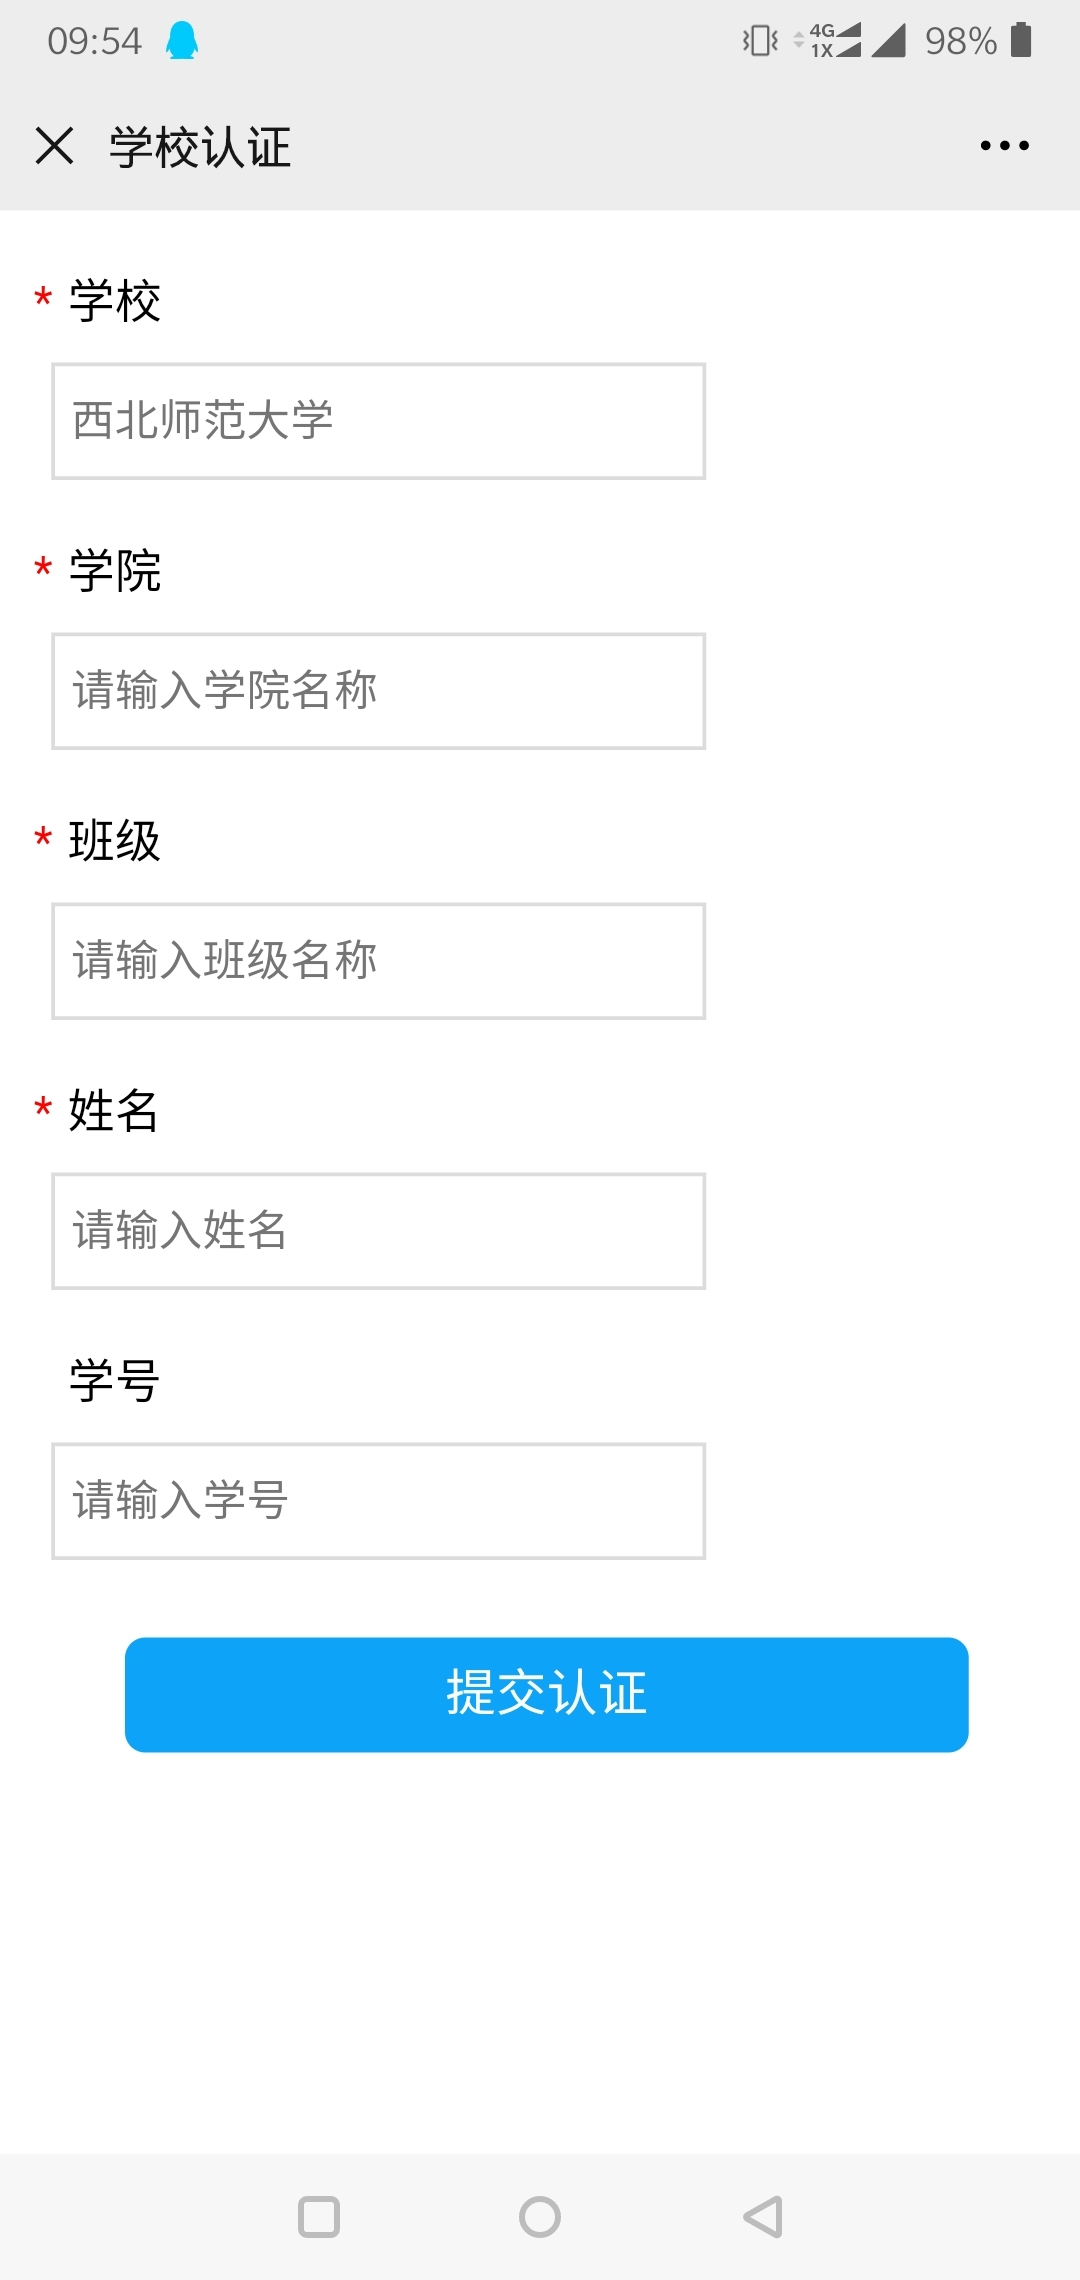 09:54
4G
1X
98%
学校认证
* 学校
西北师范大学
* 学院
请输入学院名称
* 班级
请输入班级名称
* 姓名
请输入姓名
学号
请输入学号
提交认证